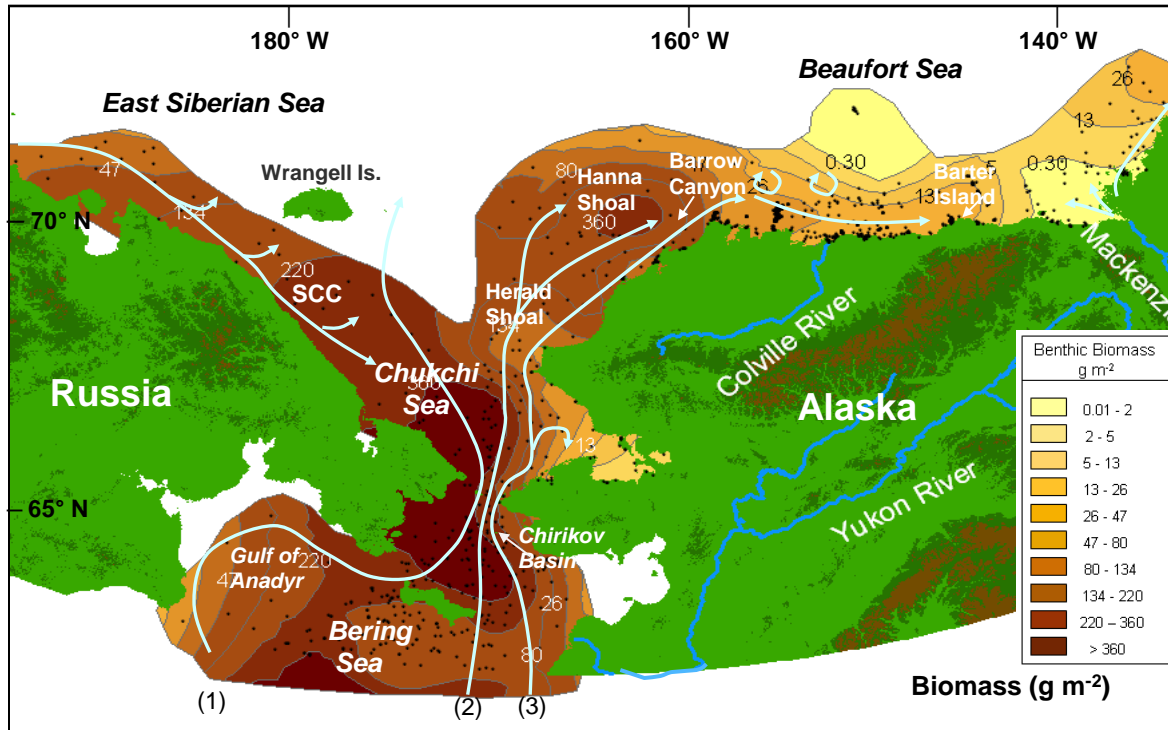 180° W
160° W
140° W
East Siberian Sea
Beaufort Sea
26
13
47
Wrangell Is.
80
Hanna
Shoal
Barrow
Canyon
0.30
5
0.30
26
13
Barter
Island
134
70° N
360
220
SCC
Herald
Shoal
134
Mackenzi
Colville River
Russia
Chukchi
Sea
360
Alaska
13
Yukon River
65° N
Chirikov
Basin
Gulf of
Anadyr
220
47
26
Bering
Sea
80
(1)
(2)
(3)
Benthic Biomass
g m-2
0.01 - 2
2 - 5
5 - 13
13 - 26
26 - 47
47 - 80
80 - 134
134 - 220
220 – 360
> 360
Biomass (g m-2)